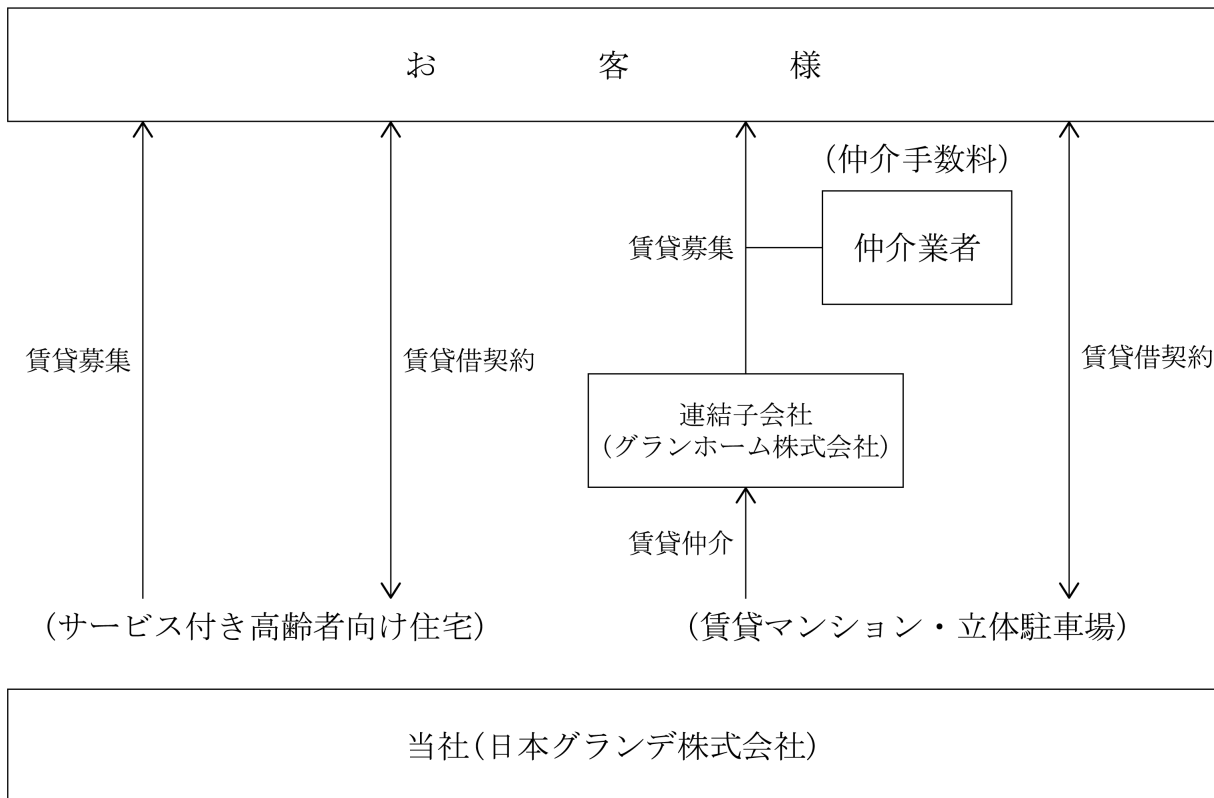 お客様
(仲介手数料)
賃貸募集
仲介業者
賃貸募集
賃貸借契約
賃貸借契約
連結子会社
(グランホーム株式会社)
賃貸仲介
(サービス付き高齢者向け住宅)
(賃貸マンション・立体駐車場)
当社(日本グランデ株式会社)